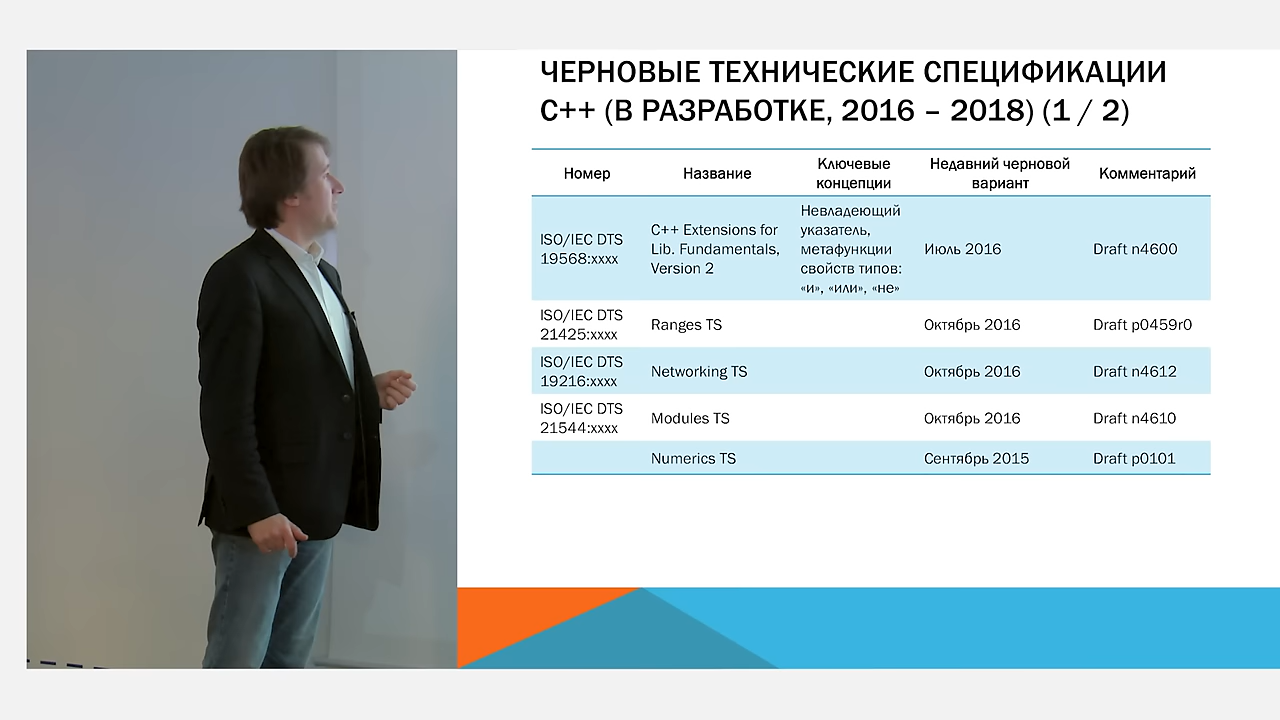 ЧЕРНОВЫЕ ТЕХНИЧЕСКИЕ СПЕЦИФИКАЦИИ
C++ (В РАЗРАБОТКЕ, 2016 – 2018) (1 / 2)
Номер
Название
Ключевые
концепции
Недавний черновой
вариант
Комментарий
ISO/IEC DTS
19568:xxxx
C++ Extensions for
Lib. Fundamentals,
Version 2
Невладеющий
указатель,
метафункции
свойств типов:
«и», «или», «не»
Июль 2016
Draft n4600
ISO/IEC DTS
21425:xxxx
Ranges TS
Октябрь 2016
Draft p0459r0
ISO/IEC DTS
19216:xxxx
Networking TS
Октябрь 2016
Draft n4612
ISO/IEC DTS
21544:xxxx
Modules TS
Октябрь 2016
Draft n4610
Numerics TS
Сентябрь 2015
Draft p0101